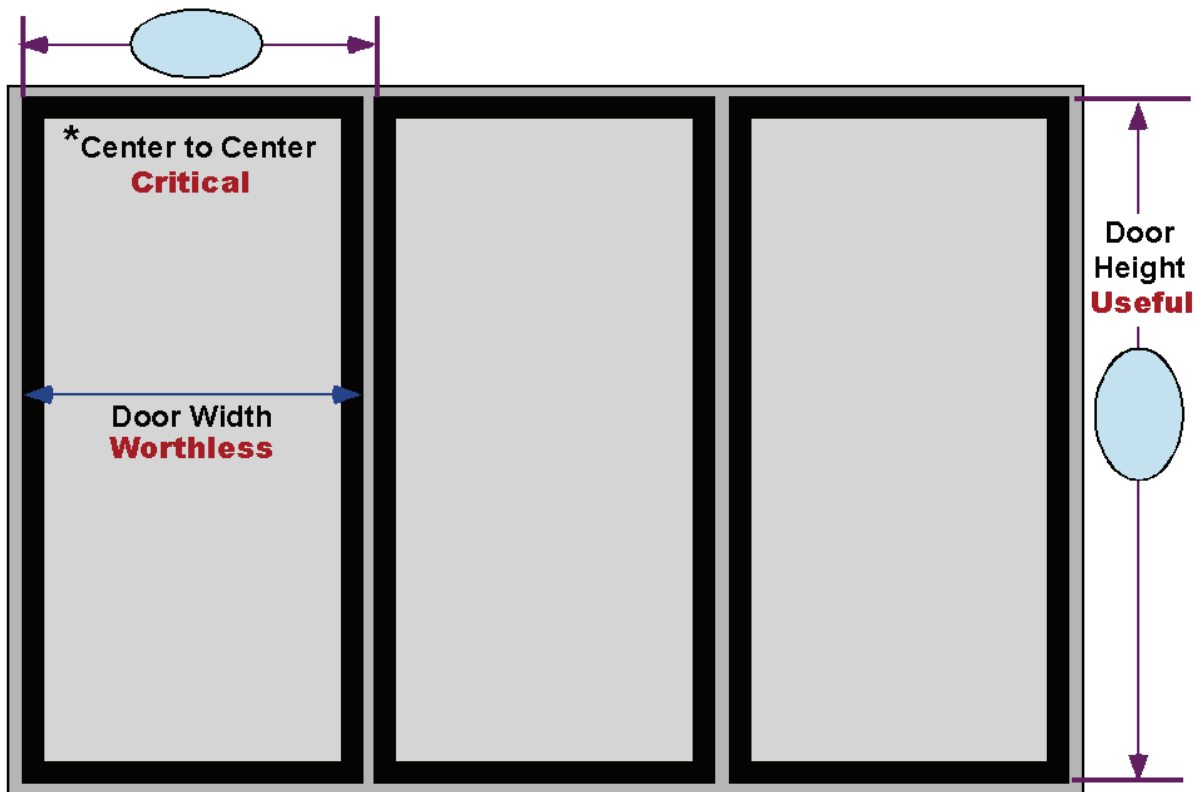 *Center to Center
Critical
Door
Height
Useful
Door Width
Worthless